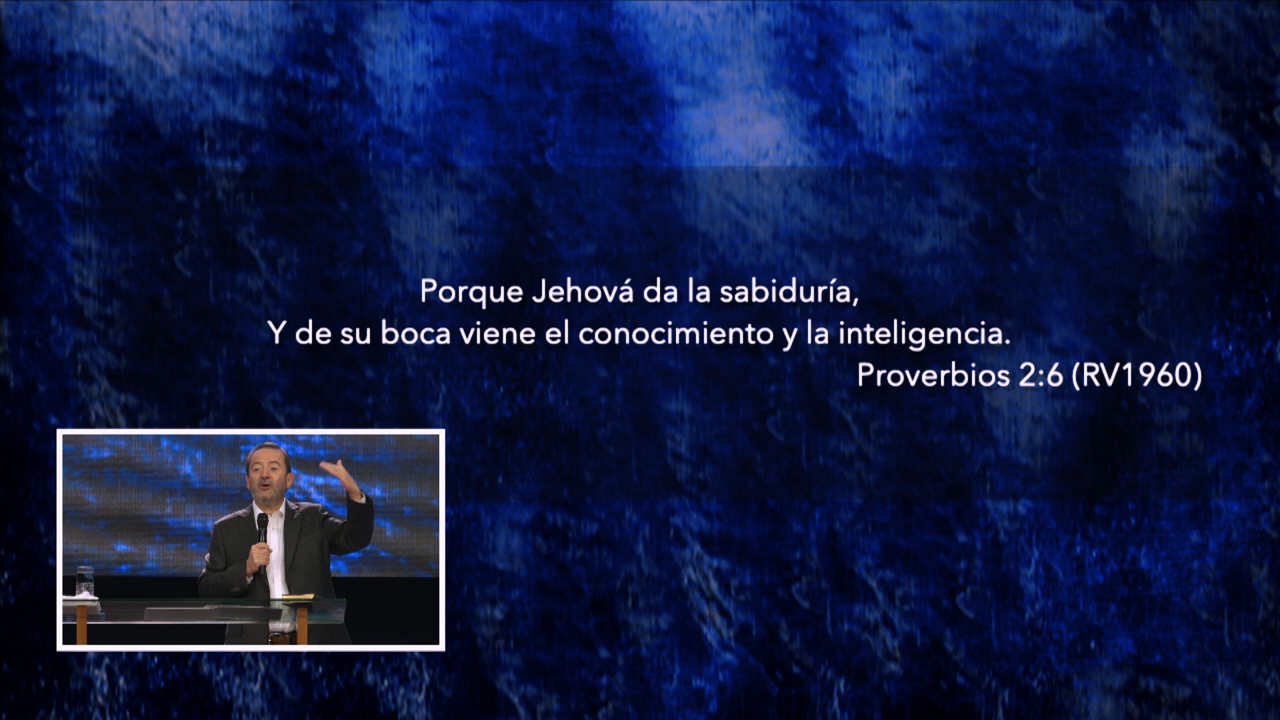 Porque Jehová da la sabiduría,
Y de su boca viene el conocimiento y la inteligencia.
Proverbios 2:6 (RV1960)